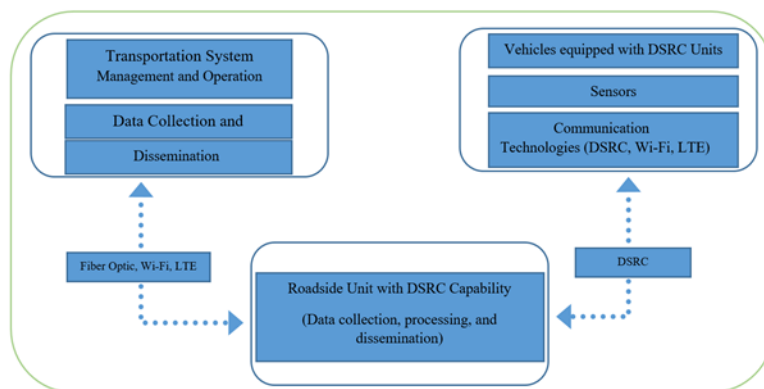 Transportation System
Management and Operation
Data Collection and
Dissemination
Vehicles equipped with DSRC Units
Sensors
Communication
Technologies (DSRC, Wi-Fi, LTE)
Fiber Optic, Wi-Fi, LTE
DSRC
Roadside Unit with DSRC Capability
(Data collection, processing, and
dissemination)